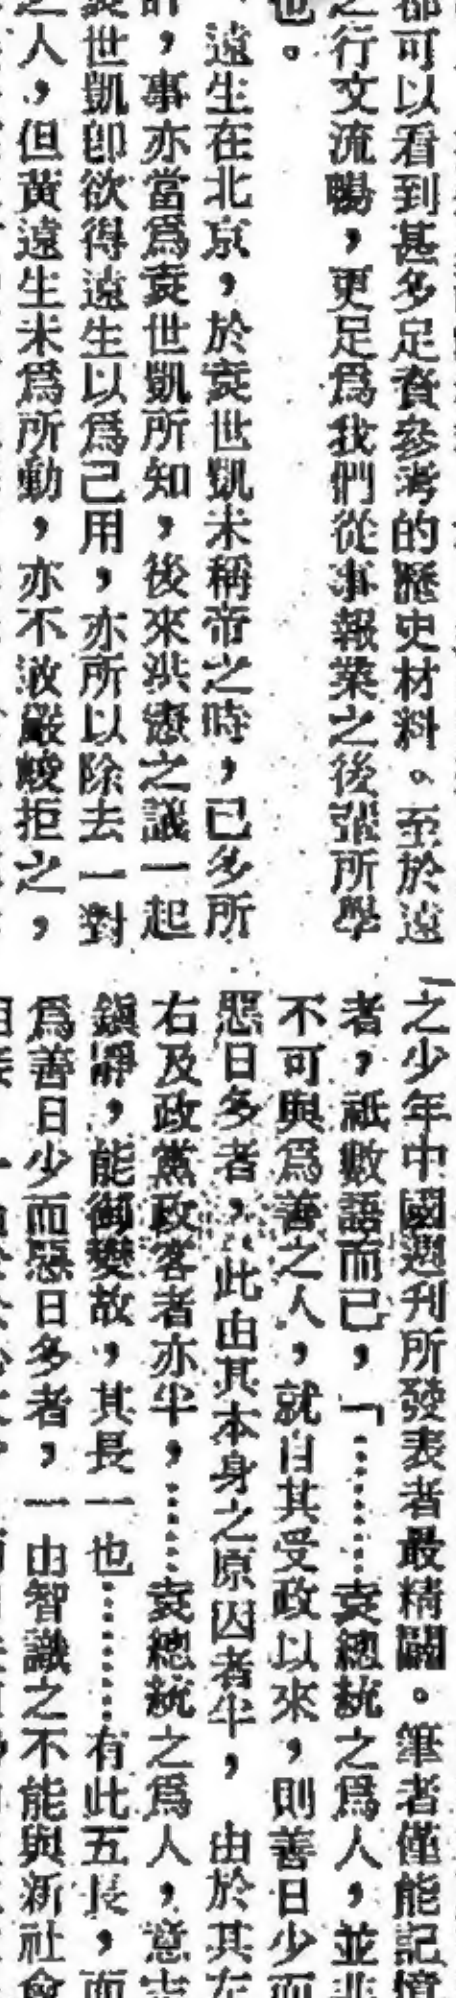 都可以看到甚多足資參考的歷史材料。至於遠
之行文流暢，更足爲我們從事報業之後張所學
也。
遠生在北京，於袁世凱未稱帝之時，已多所
，事亦當爲袁世凱所知，後來洪憲之議一起
袁世凱卽欲得遠生以爲己用，亦所以除去一對
之人，但黃遠生未爲所動，亦不敢嚴峻拒之，
之少年中國週刊所發表者最精闢。筆者僅能記憶
者，祇數語而已，「……袁總統之爲人，並非
不可與爲善之人，就自其受政以來，則善日少而
惡日多者，此由其本身之原因者半，由於其左
右及政黨政客者亦半，……袁總統之爲人，意志
鎭靜，能御變故，其長一也……有此五長，而
爲善日少而惡日多者，一由智識之不能與新社會